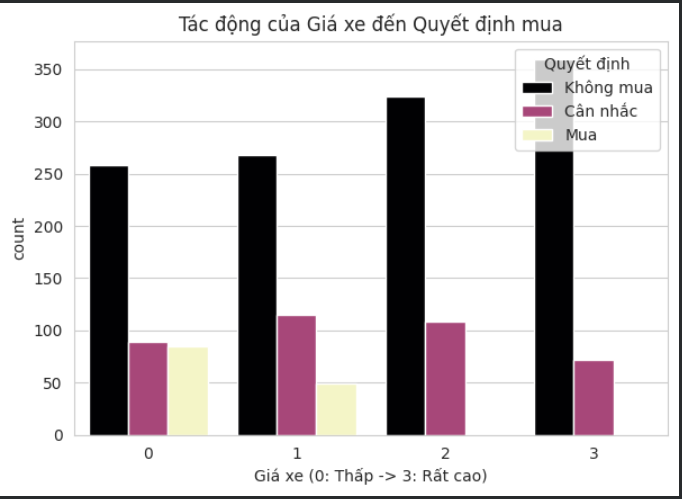 Tác động của Giá xe đến Quyết định mua
Quyết định
Không mua
Cân nhắc
Mua
count
350
300
250
200
150
100
50
0
0 1 2 3
Giá xe (0: Thấp -> 3: Rất cao)